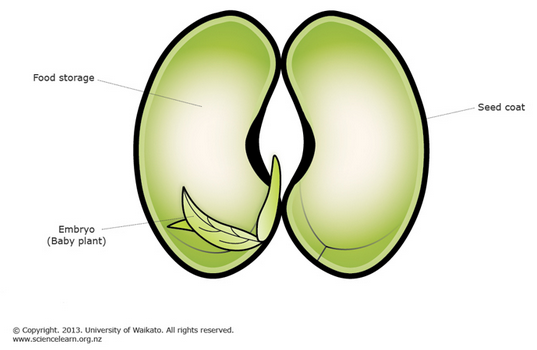 Food storage
Seed coat
Embryo
(Baby plant)
© Copyright. 2013. University of Waikato. All rights reserved.
www.sciencelearn.org.nz